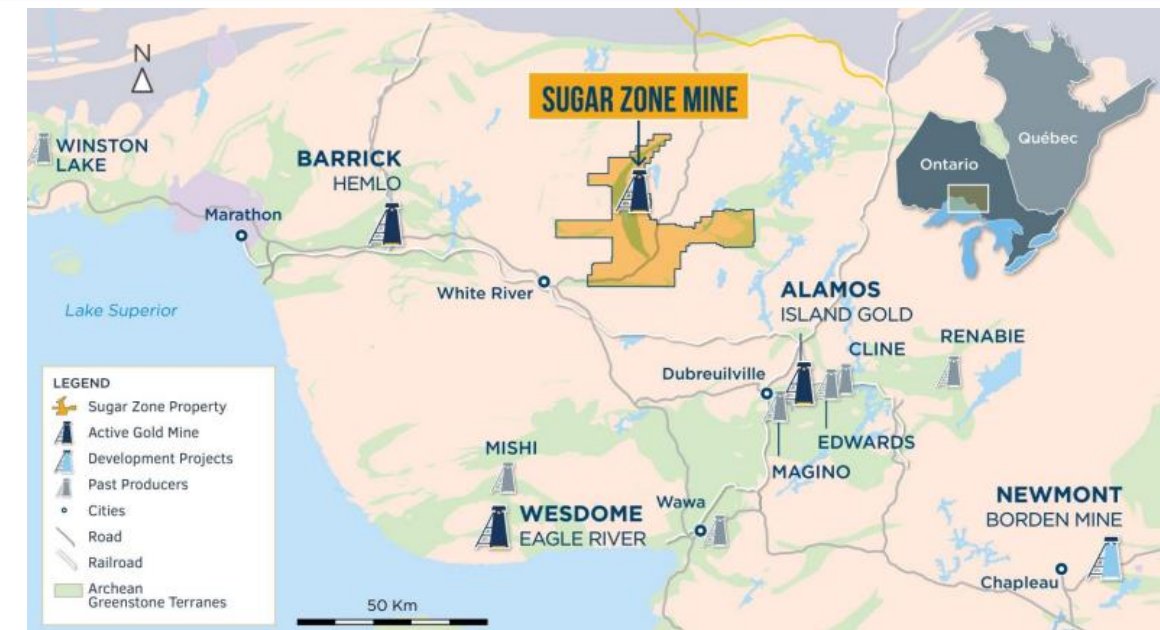 N
SUGAR ZONE MINE
WINSTON
LAKE
BARRICK
HEMLO
Marathon
Ontario
Québec
White River
Lake Superior
ALAMOS
ISLAND GOLD
CLINE
RENABIE
Dubreuilville
EDWARDS
MAGINO
MISHI
WESDOME
EAGLE RIVER
Wawa
NEWMONT
BORDEN MINE
Chapleau
LEGEND
Sugar Zone Property
Active Gold Mine
Development Projects
Past Producers
Cities
Road
Railroad
Archean
Greenstone Terranes
50 Km